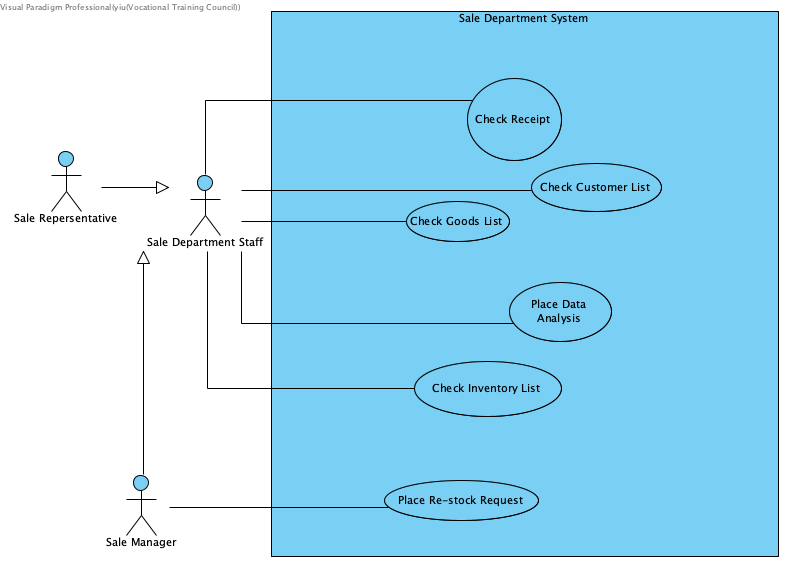 Visual Paradigm Professional(yiu(Vocational Training Council))
Sale Department System
Check Receipt
Sale Repersentative
Check Customer List
Check Goods List
Sale Department Staff
Place Data
Analysis
Check Inventory List
Place Re-stock Request
Sale Manager